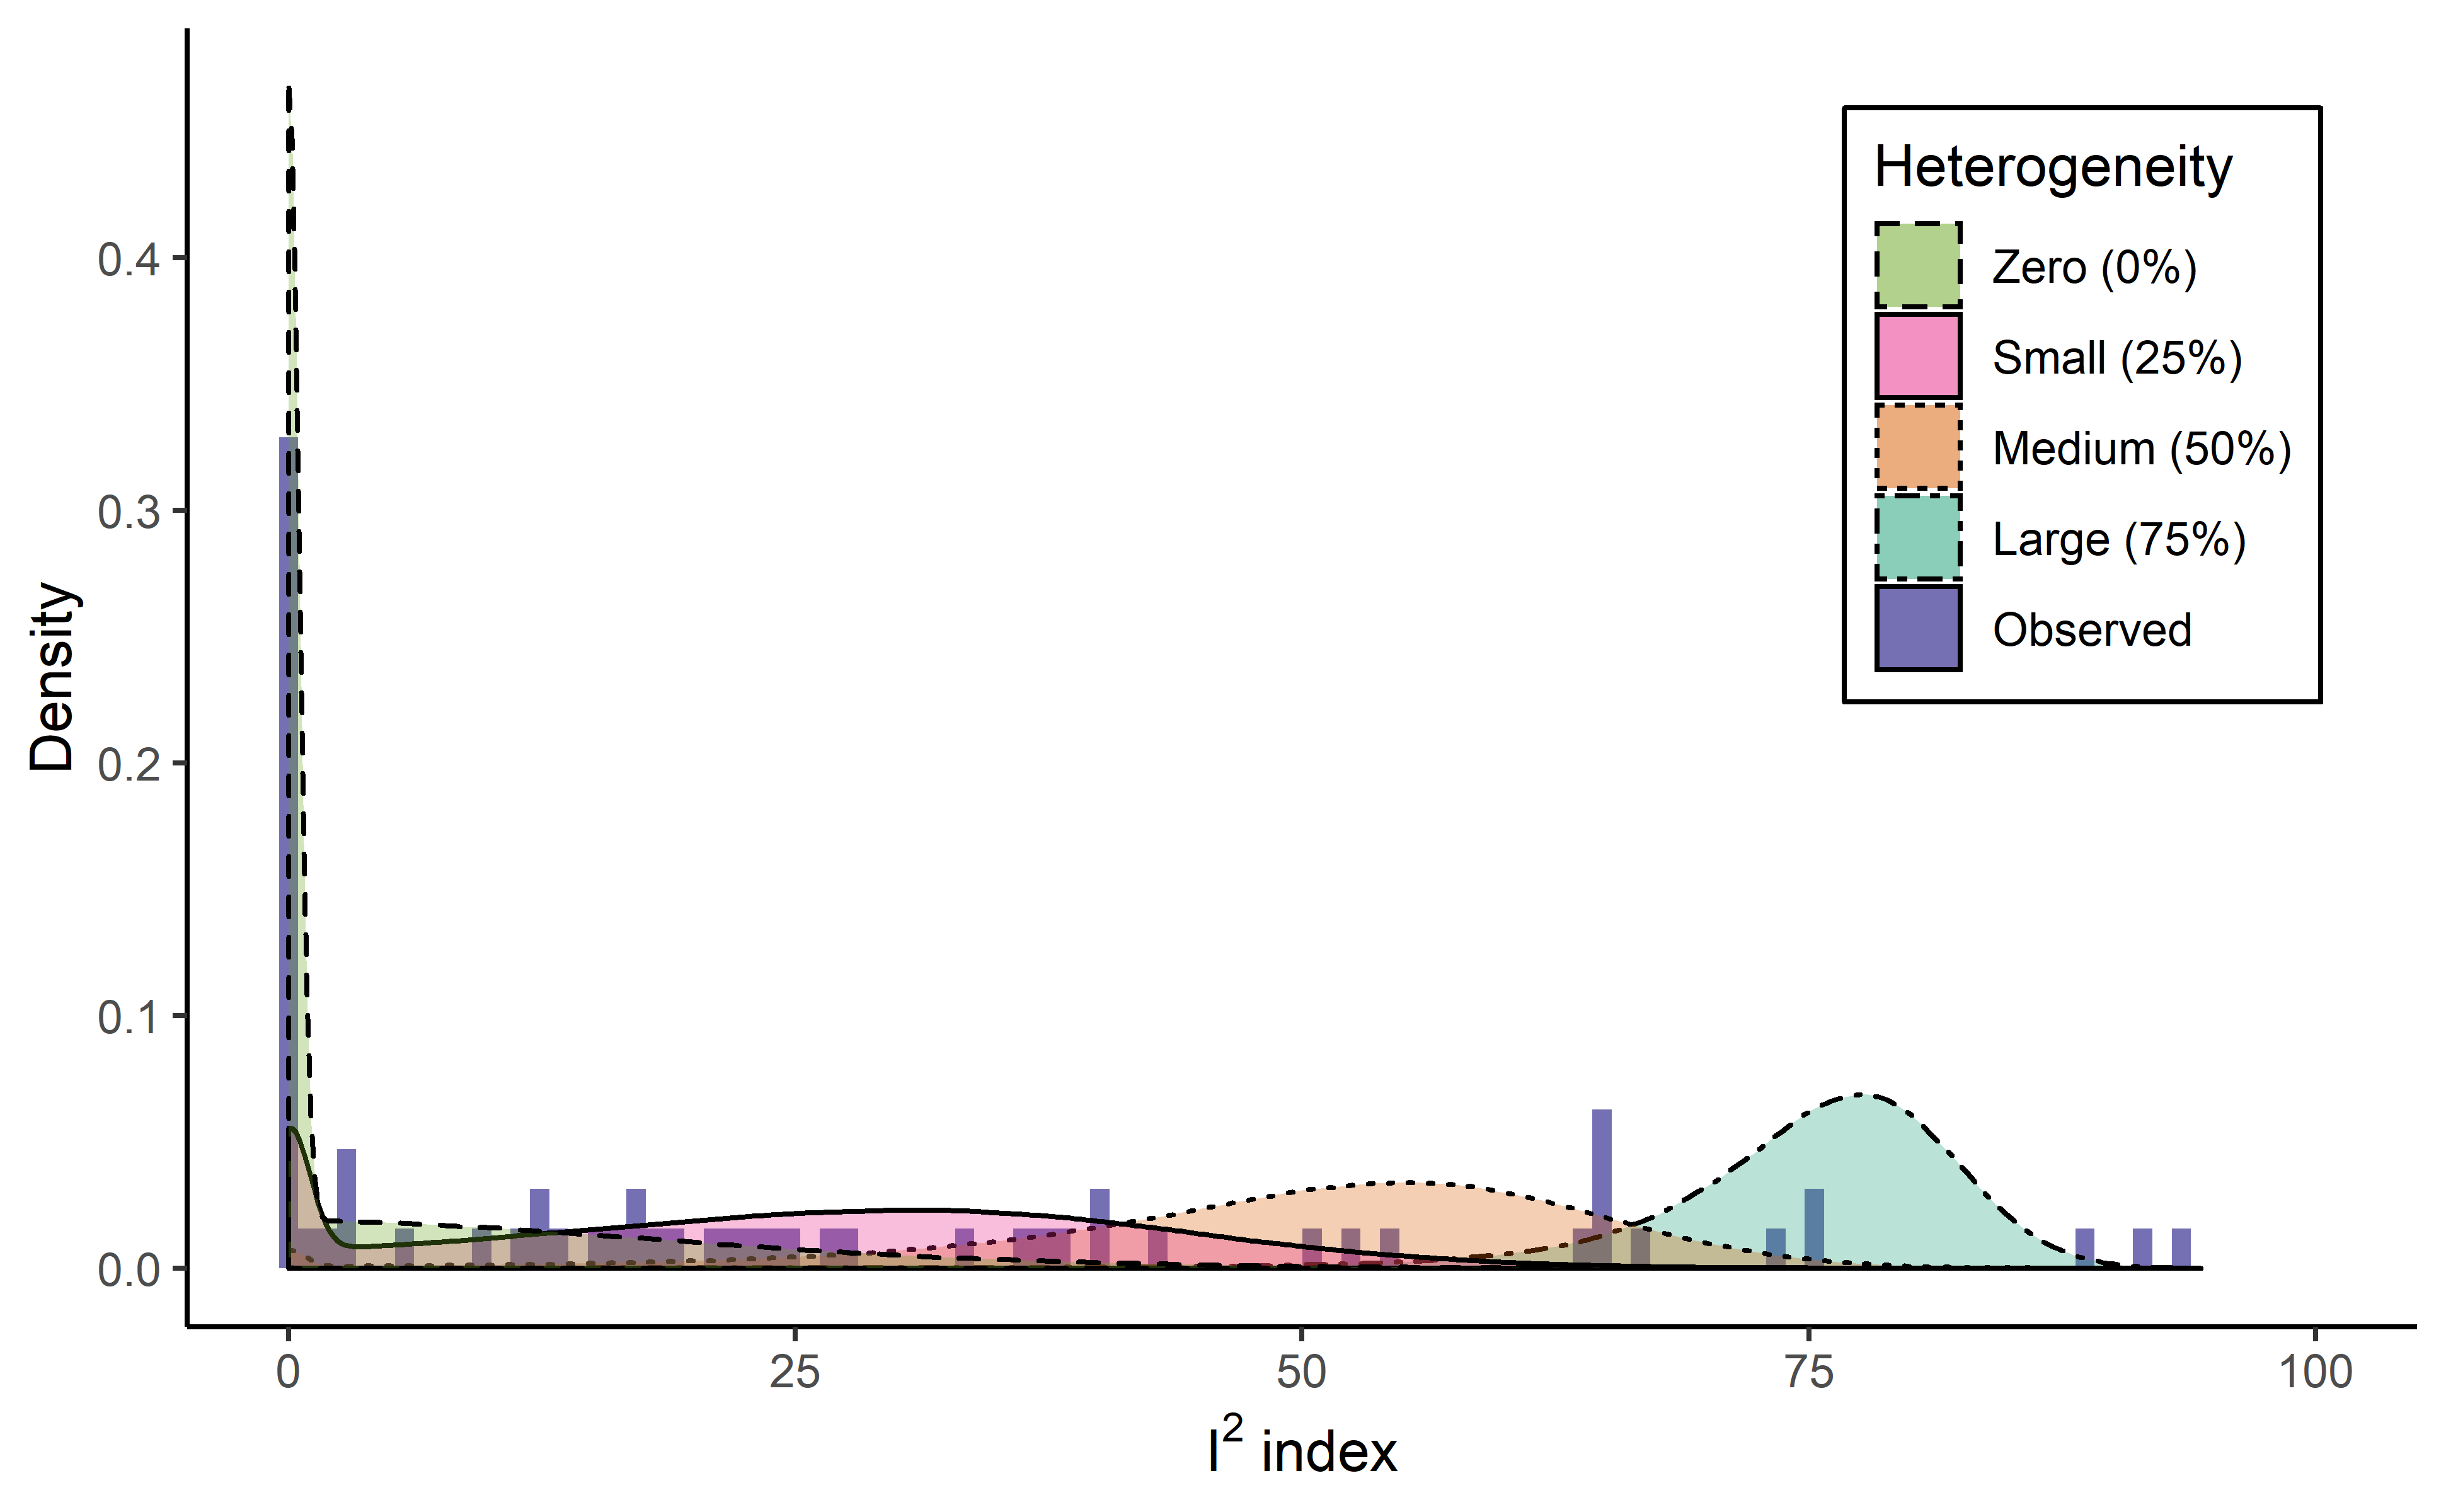 Heterogeneity
Zero (0%)
Small (25%)
Medium (50%)
Large (75%)
Observed
Density
0.4
0.3
0.2
0.1
0.0
0 25 50 75 100
I² index